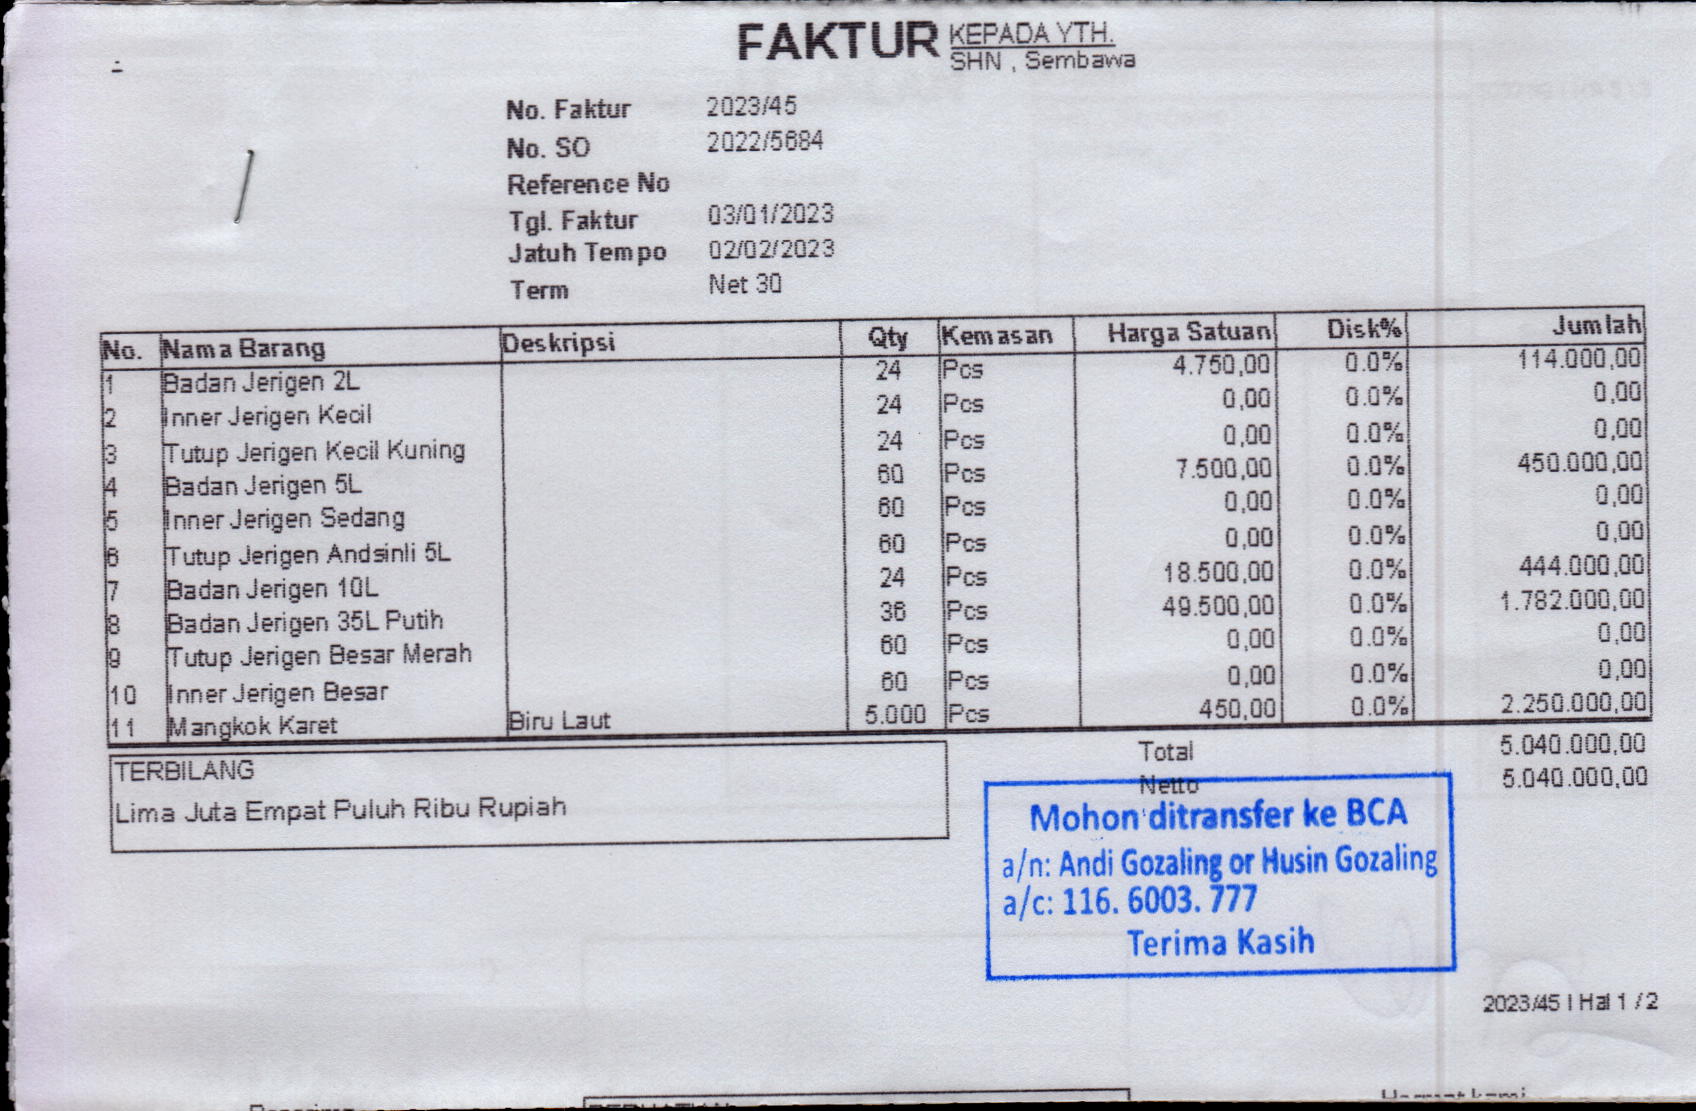 FAKTUR
KEPADA YTH.
SHN , Sembawa
No. Faktur 2023/45
No. SO 2022/5684
Reference No
Tgl. Faktur 03/01/2023
Jatuh Tempo 02/02/2023
Term Net 30
No. Nama Barang Deskripsi Qty Kemasan Harga Satuan Disk% Jumlah
1 Badan Jerigen 2L 24 Pcs 4.750,00 0.0% 114.000,00
2 Inner Jerigen Kecil 24 Pcs 0,00 0.0% 0,00
3 Tutup Jerigen Kecil Kuning 24 Pcs 0,00 0.0% 0,00
4 Badan Jerigen 5L 60 Pcs 7.500,00 0.0% 450.000,00
5 Inner Jerigen Sedang 60 Pcs 0,00 0.0% 0,00
6 Tutup Jerigen Andsinli 5L 60 Pcs 0,00 0.0% 0,00
7 Badan Jerigen 10L 24 Pcs 18.500,00 0.0% 444.000,00
8 Badan Jerigen 35L Putih 36 Pcs 49.500,00 0.0% 1.782.000,00
9 Tutup Jerigen Besar Merah 60 Pcs 0,00 0.0% 0,00
10 Inner Jerigen Besar 60 Pcs 0,00 0.0% 0,00
11 Mangkok Karet Biru Laut 5.000 Pcs 450,00 0.0% 2.250.000,00
Total 5.040.000,00
Netto 5.040.000,00
TERBILANG
Lima Juta Empat Puluh Ribu Rupiah
Mohon ditransfer ke BCA
a/n: Andi Gozaling or Husin Gozaling
a/c: 116. 6003. 777
Terima Kasih
2023/45 | Hal 1 / 2